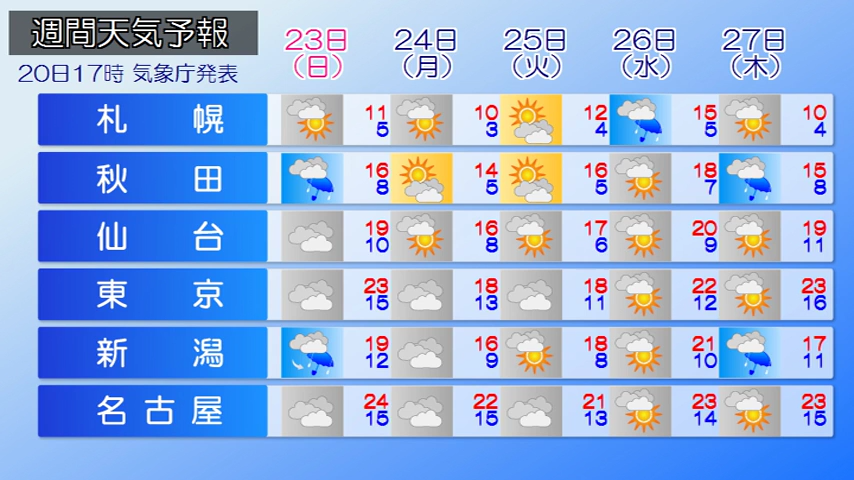 週間天気予報
20日17時 気象庁発表
23日 24日 25日 26日 27日
(日) (月) (火) (水) (木)
札幌 11 5 10 3 12 4 15 5 10 4
秋田 16 8 14 5 16 5 18 7 15 8
仙台 19 10 16 8 17 6 20 9 19 11
東京 23 15 18 13 18 11 22 12 23 16
新潟 19 12 16 9 18 8 21 10 17 11
名古屋 24 15 22 15 21 13 23 14 23 15